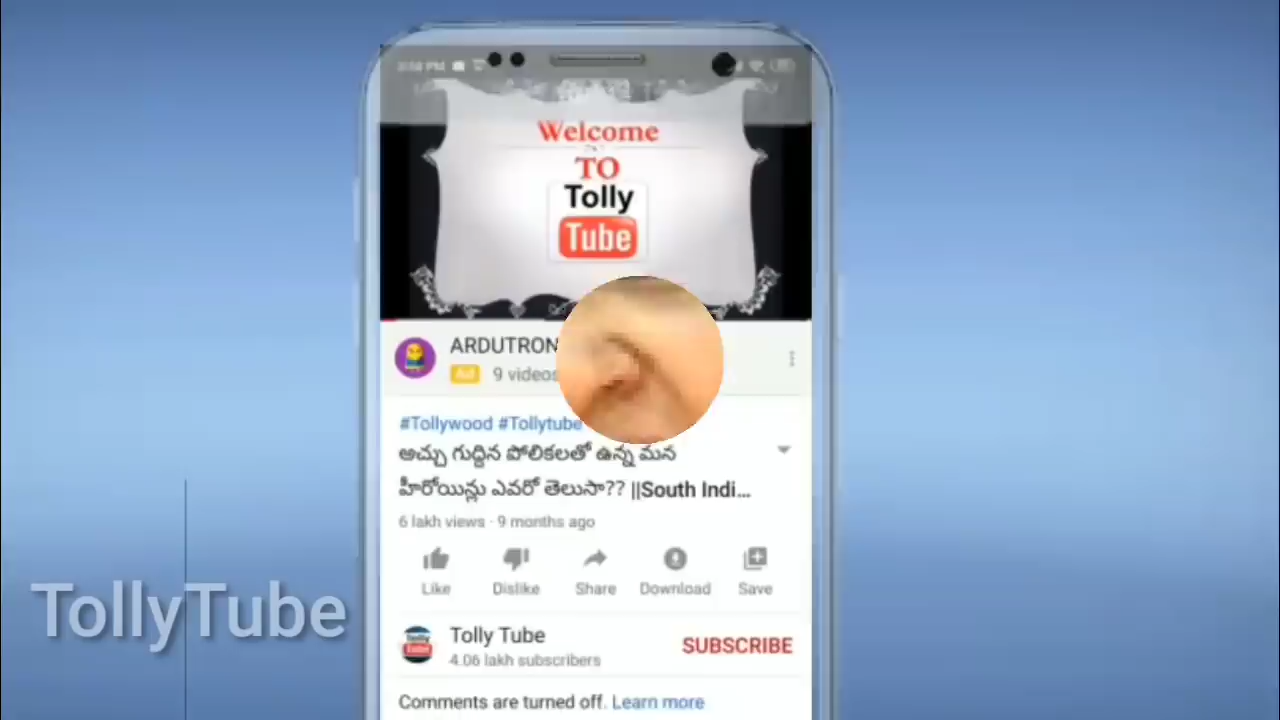 Welcome
TO
Tolly
Tube
ARDUTRON
Ad 9 videos
#Tollywood #Tollytube
అచ్చు గుద్దిన పోలికలతో ఉన్న మన
హీరోయిన్లు ఎవరో తెలుసా?? ||South Indi...
6 lakh views · 9 months ago
Like Dislike Share Download Save
Tolly Tube
4.06 lakh subscribers
SUBSCRIBE
Comments are turned off. Learn more
TollyTube